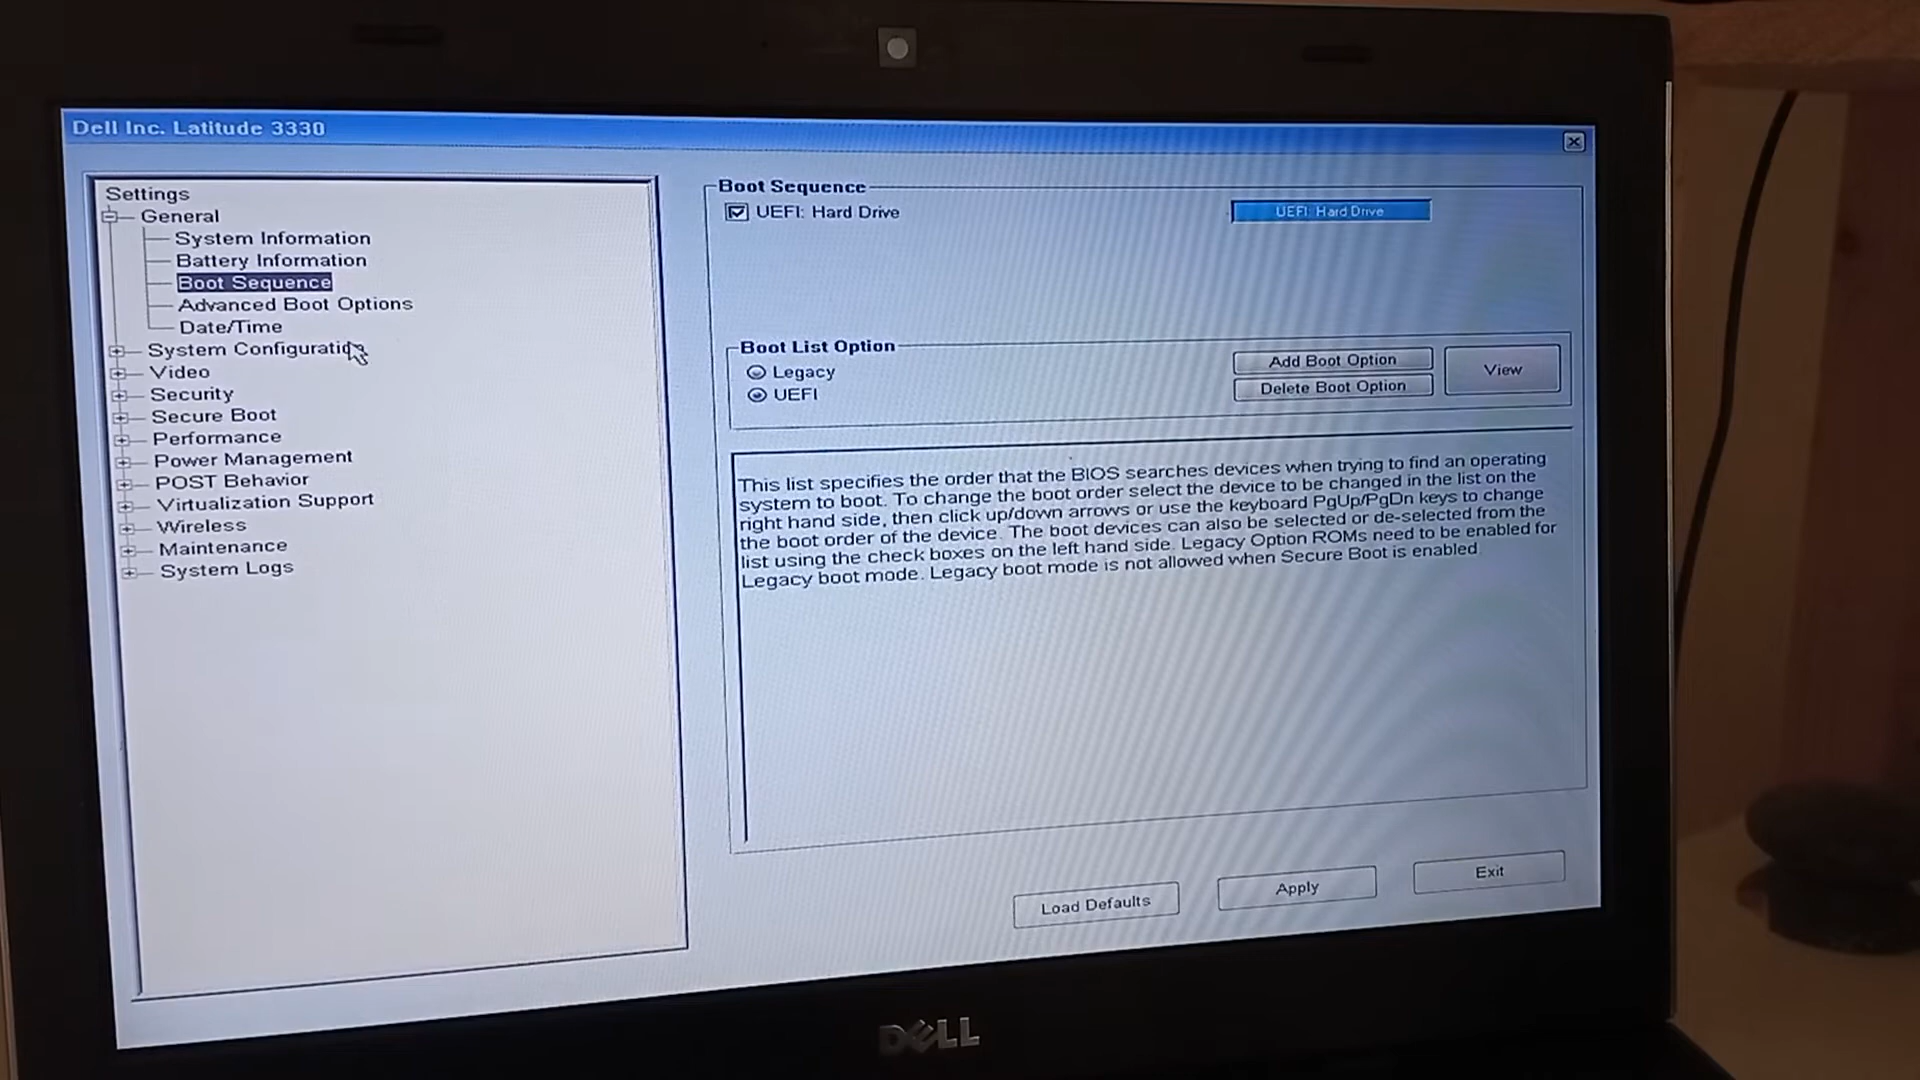 Dell Inc. Latitude 3330
Settings
General
System Information
Battery Information
Boot Sequence
Advanced Boot Options
Date/Time
System Configuratio
Video
Security
Secure Boot
Performance
Power Management
POST Behavior
Virtualization Support
Wireless
Maintenance
System Logs
Boot Sequence
UEFI: Hard Drive
UEFI: Hard Drive
Boot List Option
Legacy
UEFI
Add Boot Option
Delete Boot Option
View
This list specifies the order that the BIOS searches devices when trying to find an operating
system to boot. To change the boot order select the device to be changed in the list on the
right hand side, then click up/down arrows or use the keyboard PgUp/PgDn keys to change
the boot order of the device. The boot devices can also be selected or de-selected from the
list using the check boxes on the left hand side. Legacy Option ROMs need to be enabled for
Legacy boot mode. Legacy boot mode is not allowed when Secure Boot is enabled.
Load Defaults
Apply
Exit
DELL